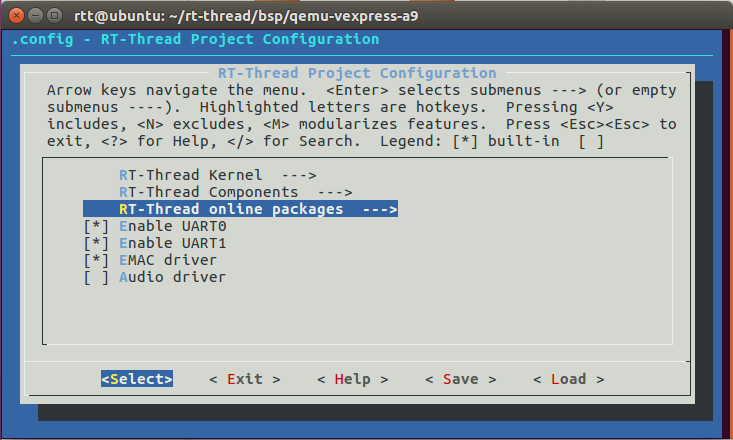 rtt@ubuntu: ~/rt-thread/bsp/qemu-vexpress-a9
.config - RT-Thread Project Configuration
RT-Thread Project Configuration
Arrow keys navigate the menu.  <Enter> selects submenus ---> (or empty
submenus ----).  Highlighted letters are hotkeys.  Pressing <Y>
includes, <N> excludes, <M> modularizes features.  Press <Esc><Esc> to
exit, <?> for Help, </> for Search.  Legend: [*] built-in  [ ]
RT-Thread Kernel  --->
RT-Thread Components  --->
RT-Thread online packages  --->
[*] Enable UART0
[*] Enable UART1
[*] EMAC driver
[ ] Audio driver
<Select>    < Exit >    < Help >    < Save >    < Load >